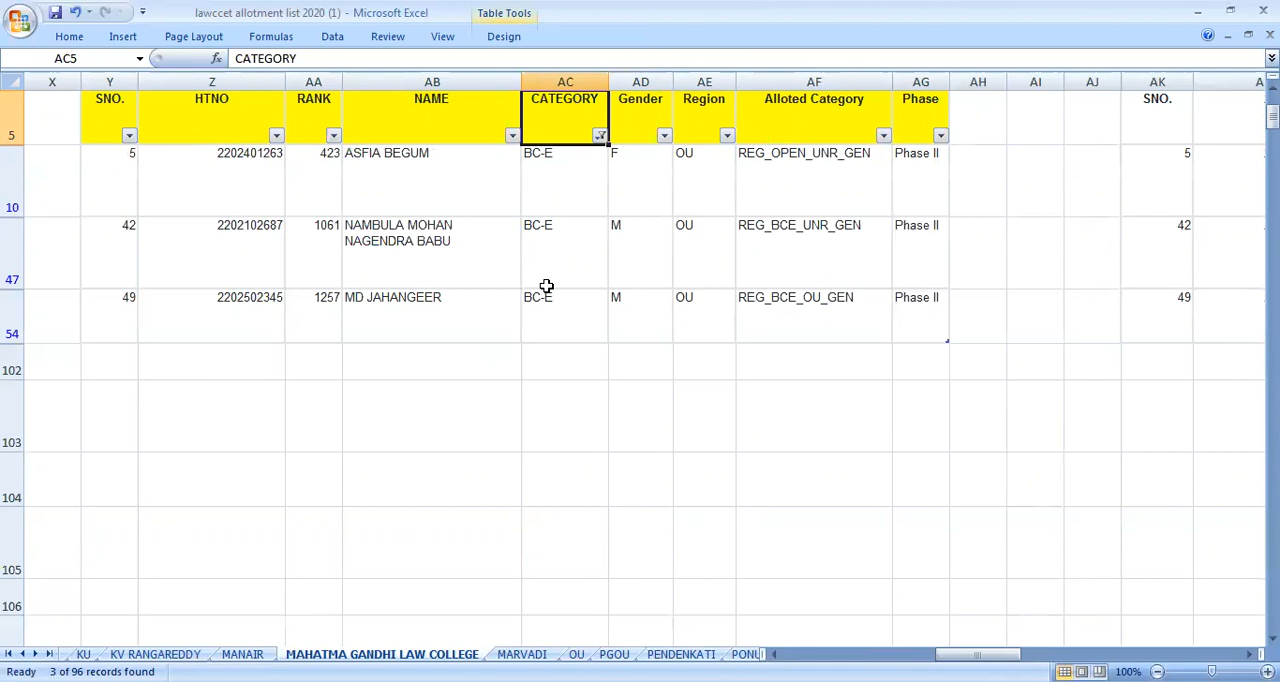 lawccet allotment list 2020 (1) - Microsoft Excel Table Tools
Home Insert Page Layout Formulas Data Review View Design
AC5 fx CATEGORY
X Y Z AA AB AC AD AE AF AG AH AI AJ AK A
5 SNO. HTNO RANK NAME CATEGORY Gender Region Alloted Category Phase SNO.
10 5 2202401263 423 ASFIA BEGUM BC-E F OU REG_OPEN_UNR_GEN Phase II 5
47 42 2202102687 1061 NAMBULA MOHAN BC-E M OU REG_BCE_UNR_GEN Phase II 42
NAGENDRA BABU
54 49 2202502345 1257 MD JAHANGEER BC-E M OU REG_BCE_OU_GEN Phase II 49
102
103
104
105
106
KU KV RANGAREDDY MANAIR MAHATMA GANDHI LAW COLLEGE MARVADI OU PGOU PENDENKATI PONU
Ready 3 of 96 records found 100%